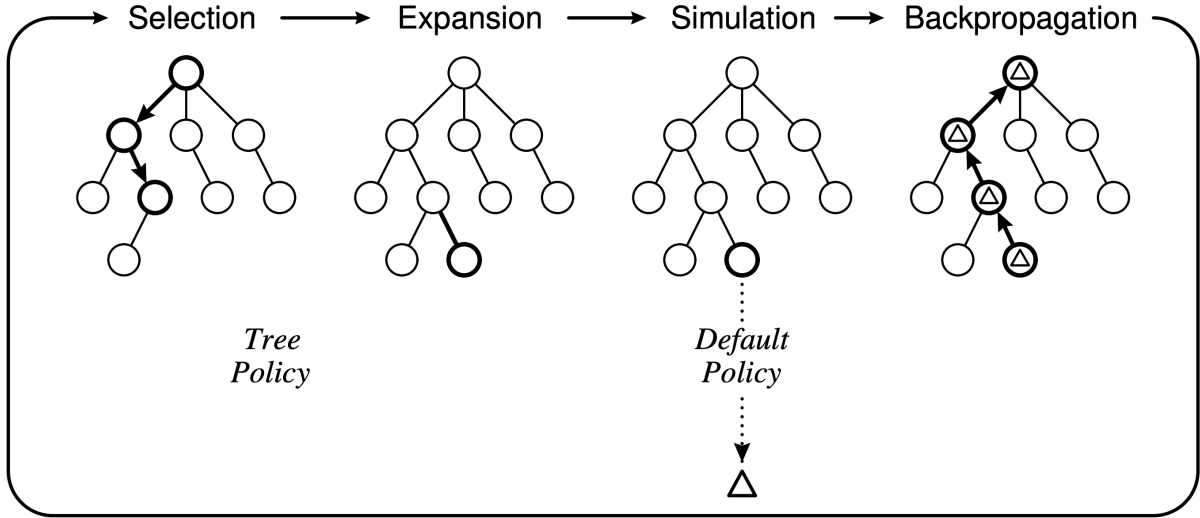 Selection
Expansion
Simulation
Backpropagation
Tree
Policy
Default
Policy